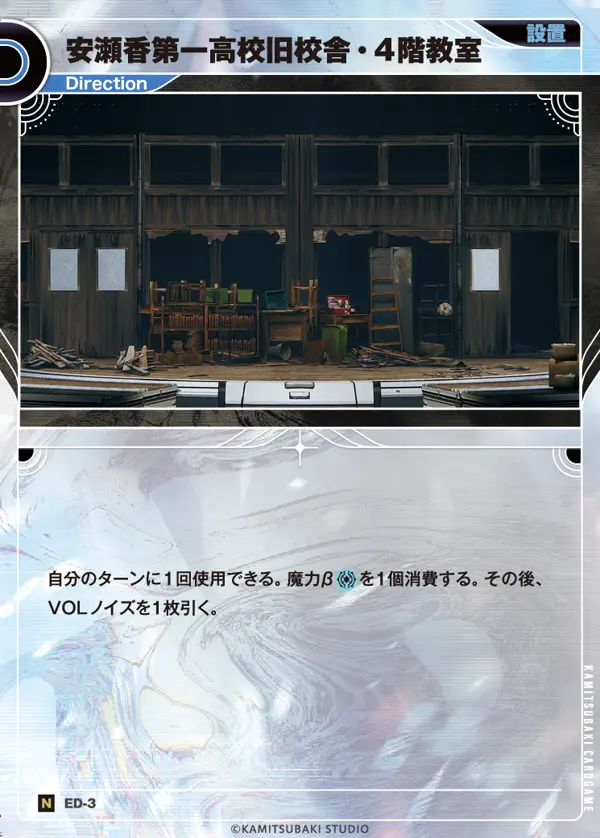 設置
安瀬香第一高校旧校舎・4階教室
Direction
自分のターンに1回使用できる。魔力βを1個消費する。その後、
VOLノイズを1枚引く。
KAMITSUBAKI CARDGAME
N ED-3
©KAMITSUBAKI STUDIO